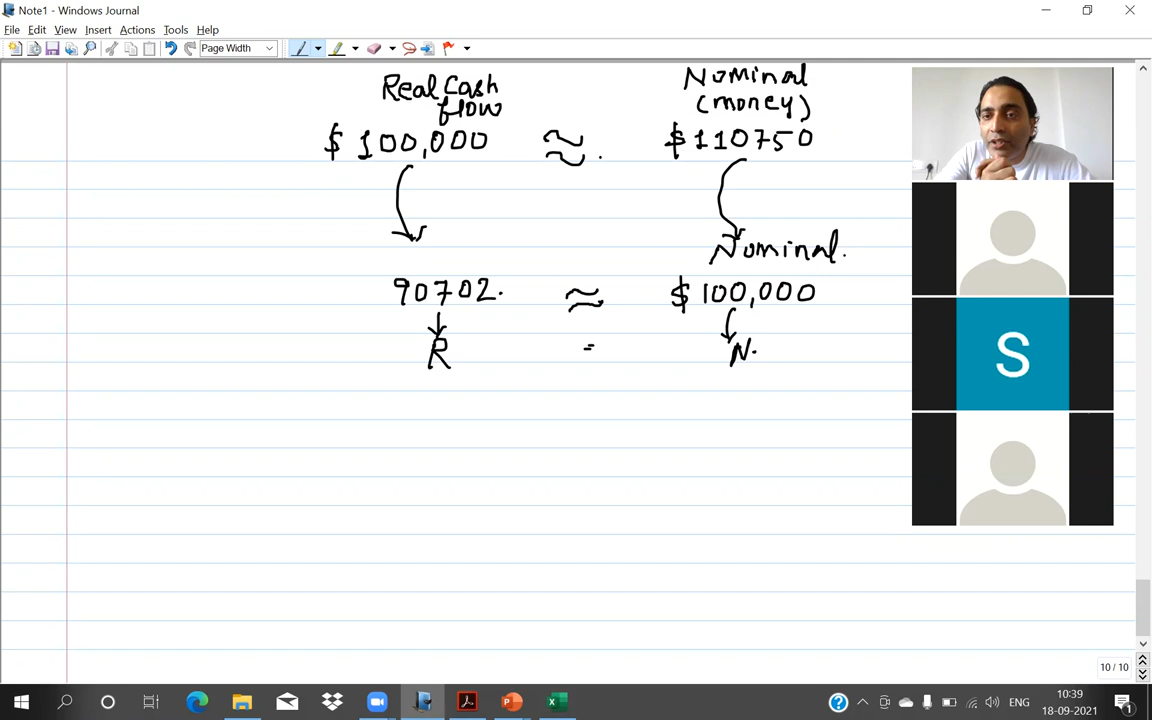 Note1 - Windows Journal
File Edit View Insert Actions Tools Help
Page Width
Real Cash flow
Nominal (money)
$ 100,000 ≈ $110750
Nominal.
90702. ≈ $100,000
R = N.
S
10 / 10
ENG
10:39
18-09-2021
1